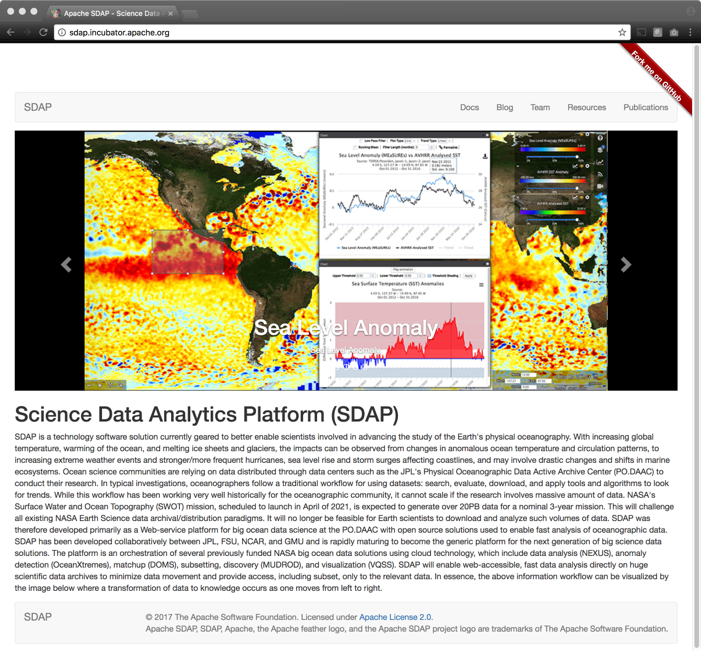 Apache SDAP - Science Data
sdap.incubator.apache.org
Fork me on GitHub
SDAP
Docs Blog Team Resources Publications
Sea Level Anomaly (MEaSUREs) vs AVHRR Analysed SST
Sea Surface Temperature (SST) Anomalies
Sea Level Anomaly
Sea Level Anomaly
Science Data Analytics Platform (SDAP)
SDAP is a technology software solution currently geared to better enable scientists involved in advancing the study of the Earth's physical oceanography. With increasing global
temperature, warming of the ocean, and melting ice sheets and glaciers, the impacts can be observed from changes in anomalous ocean temperature and circulation patterns, to
increasing extreme weather events and stronger/more frequent hurricanes, sea level rise and storm surges affecting coastlines, and may involve drastic changes and shifts in marine
ecosystems. Ocean science communities are relying on data distributed through data centers such as the JPL's Physical Oceanographic Data Active Archive Center (PO.DAAC) to
conduct their research. In typical investigations, oceanographers follow a traditional workflow for using datasets: search, evaluate, download, and apply tools and algorithms to look
for trends. While this workflow has been working very well historically for the oceanographic community, it cannot scale if the research involves massive amount of data. NASA's
Surface Water and Ocean Topography (SWOT) mission, scheduled to launch in April of 2021, is expected to generate over 20PB data for a nominal 3-year mission. This will challenge
all existing NASA Earth Science data archival/distribution paradigms. It will no longer be feasible for Earth scientists to download and analyze such volumes of data. SDAP was
therefore developed primarily as a Web-service platform for big ocean data science at the PO.DAAC with open source solutions used to enable fast analysis of oceanographic data.
SDAP has been developed collaboratively between JPL, FSU, NCAR, and GMU and is rapidly maturing to become the generic platform for the next generation of big science data
solutions. The platform is an orchestration of several previously funded NASA big ocean data solutions using cloud technology, which include data analysis (NEXUS), anomaly
detection (OceanXtremes), matchup (DOMS), subsetting, discovery (MUDROD), and visualization (VQSS). SDAP will enable web-accessible, fast data analysis directly on huge
scientific data archives to minimize data movement and provide access, including subset, only to the relevant data. In essence, the above information workflow can be visualized by
the image below where a transformation of data to knowledge occurs as one moves from left to right.
SDAP
© 2017 The Apache Software Foundation. Licensed under Apache License 2.0.
Apache SDAP, SDAP, Apache, the Apache feather logo, and the Apache SDAP project logo are trademarks of The Apache Software Foundation.